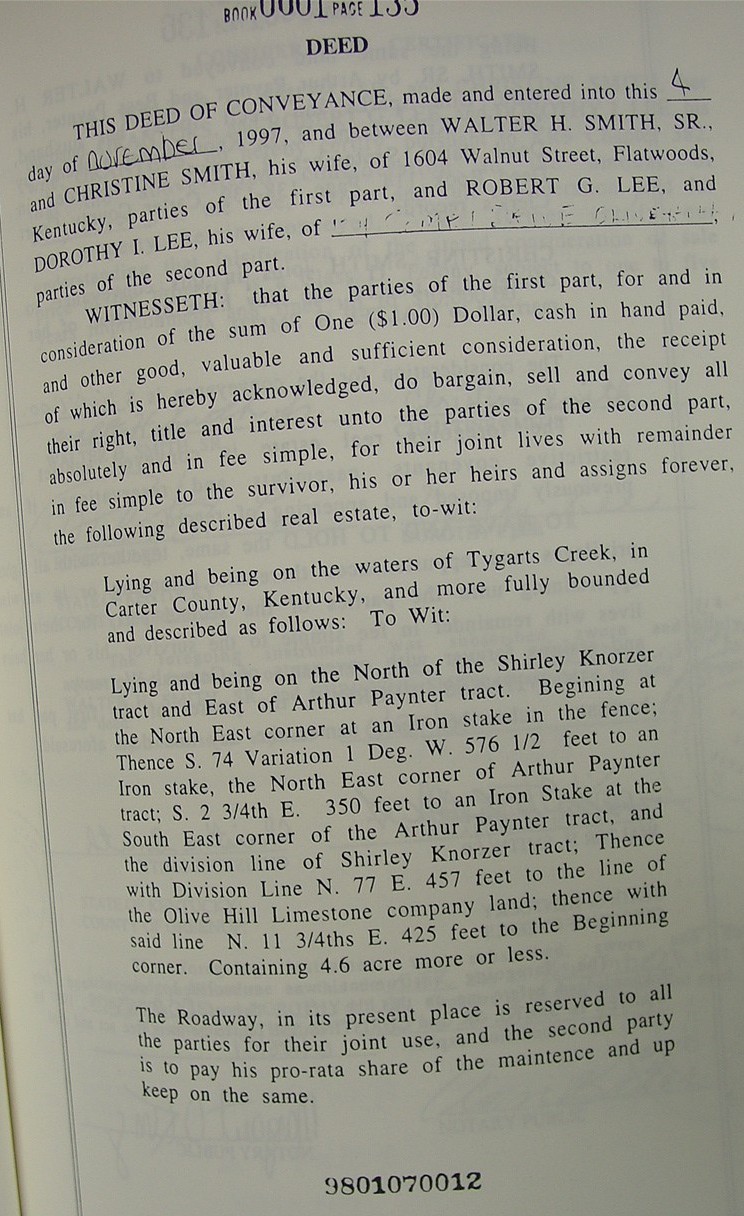 BOOK 0001 PAGE 135
DEED
THIS DEED OF CONVEYANCE, made and entered into this 4
day of november, 1997, and between WALTER H. SMITH, SR.,
and CHRISTINE SMITH, his wife, of 1604 Walnut Street, Flatwoods,
Kentucky, parties of the first part, and ROBERT G. LEE, and
DOROTHY I. LEE, his wife, of
parties of the second part.
WITNESSETH: that the parties of the first part, for and in
consideration of the sum of One ($1.00) Dollar, cash in hand paid,
and other good, valuable and sufficient consideration, the receipt
of which is hereby acknowledged, do bargain, sell and convey all
their right, title and interest unto the parties of the second part,
absolutely and in fee simple, for their joint lives with remainder
in fee simple to the survivor, his or her heirs and assigns forever,
the following described real estate, to-wit:
Lying and being on the waters of Tygarts Creek, in
Carter County, Kentucky, and more fully bounded
and described as follows: To Wit:
Lying and being on the North of the Shirley Knorzer
tract and East of Arthur Paynter tract. Begining at
the North East corner at an Iron stake in the fence;
Thence S. 74 Variation 1 Deg. W. 576 1/2 feet to an
Iron stake, the North East corner of Arthur Paynter
tract; S. 2 3/4th E. 350 feet to an Iron Stake at the
South East corner of the Arthur Paynter tract, and
the division line of Shirley Knorzer tract; Thence
with Division Line N. 77 E. 457 feet to the line of
the Olive Hill Limestone company land; thence with
said line N. 11 3/4ths E. 425 feet to the Beginning
corner. Containing 4.6 acre more or less.
The Roadway, in its present place is reserved to all
the parties for their joint use, and the second party
is to pay his pro-rata share of the maintence and up
keep on the same.
9801070012